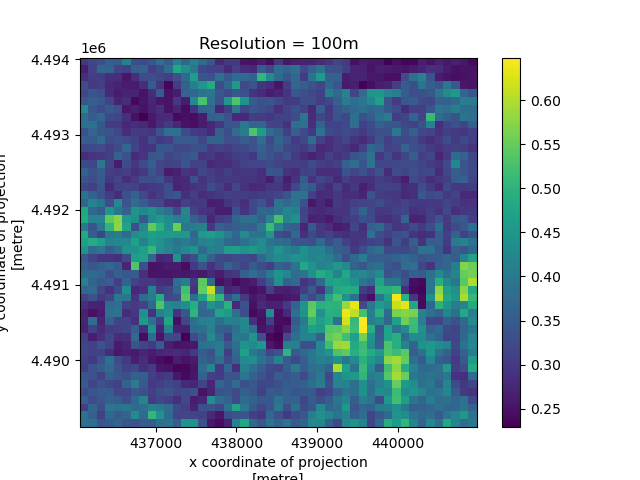 Resolution = 100m
1e6
4.494
4.493
4.492
4.491
4.490
y coordinate of projection
[metre]
437000 438000 439000 440000
x coordinate of projection
[metre]
0.60
0.55
0.50
0.45
0.40
0.35
0.30
0.25